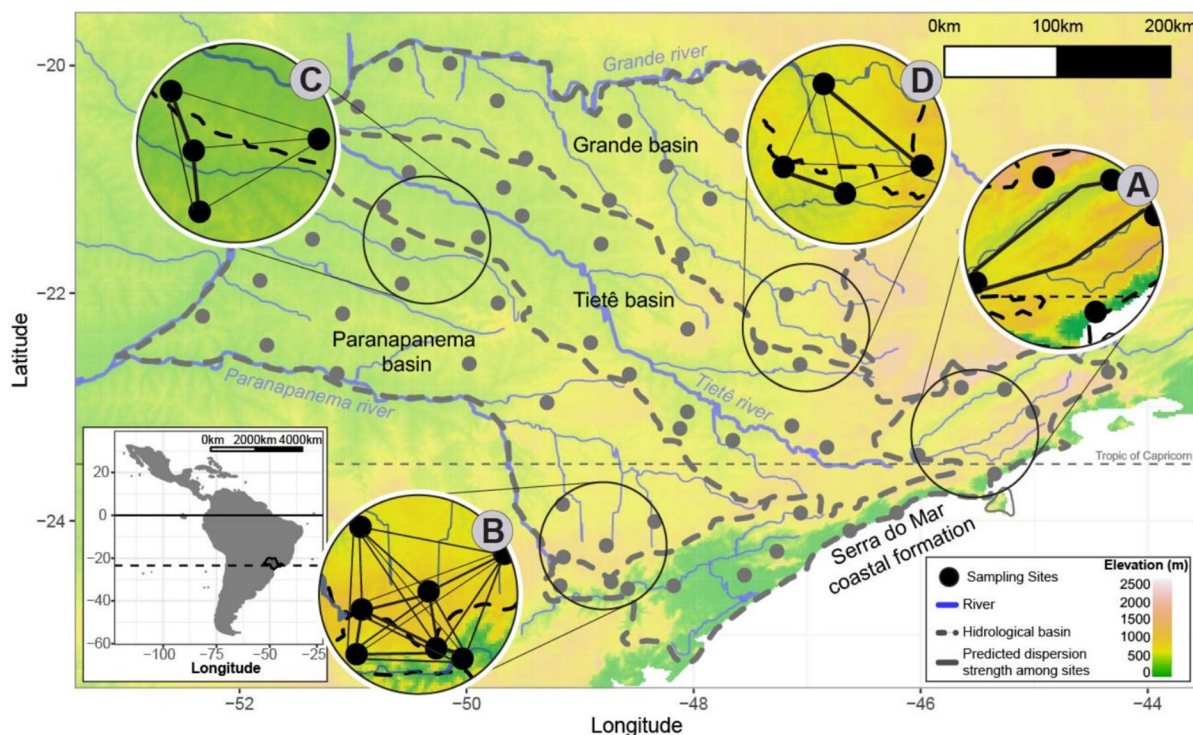 0km 100km 200km
−20
−22
−24
Latitude
C
D
A
B
Grande river
Grande basin
Tietê basin
Paranapanema
basin
Paranapanema river
Tietê river
Tropic of Capricorn
Serra do Mar
coastal formation
0km 2000km 4000km
20
0
−20
−40
−60
−100 −75 −50 −25
Longitude
Sampling Sites
River
Hidrological basin
Predicted dispersion
strength among sites
Elevation (m)
2500
2000
1500
1000
500
0
−52 −50 −48 −46 −44
Longitude